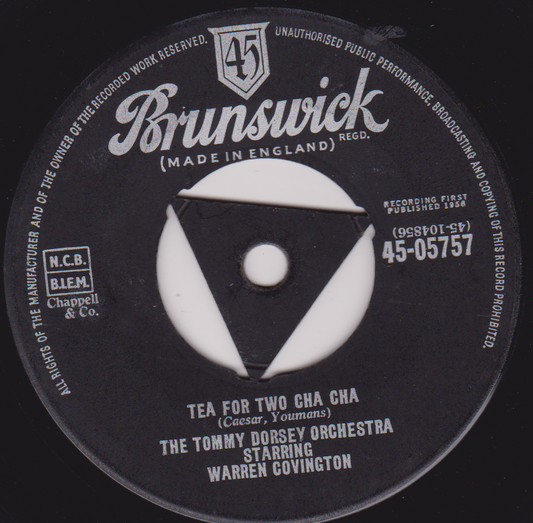 ALL RIGHTS OF THE MANUFACTURER AND OF THE OWNER OF THE RECORDED WORK RESERVED.
UNAUTHORISED PUBLIC PERFORMANCE, BROADCASTING AND COPYING OF THIS RECORD PROHIBITED.
45
Brunswick
REGD.
(MADE IN ENGLAND)
RECORDING FIRST
PUBLISHED 1958
(45-104856)
45-05757
N.C.B.
B.I.E.M.
Chappell
& Co.
TEA FOR TWO CHA CHA
(Caesar, Youmans)
THE TOMMY DORSEY ORCHESTRA
STARRING
WARREN COVINGTON